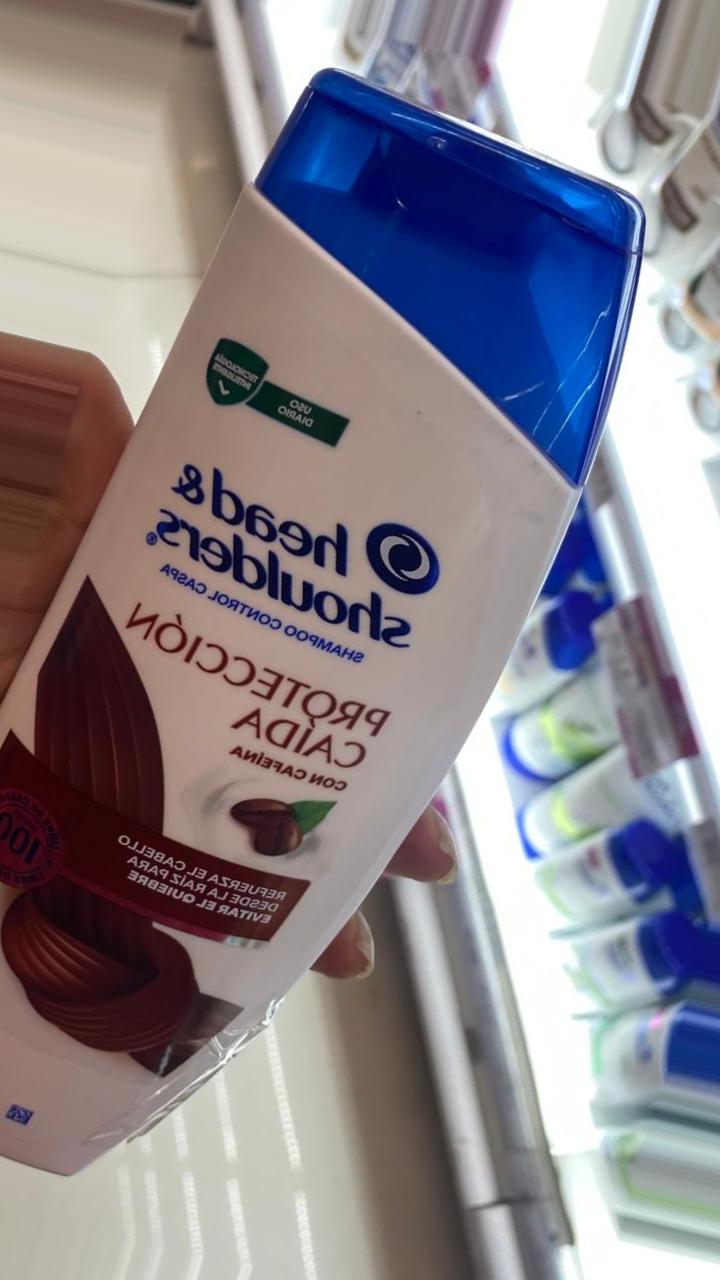 TECNOLOGÍA
INTELIGENTE
USO
DIARIO
head &
shoulders®
SHAMPOO CONTROL CASPA
PROTECCIÓN
CAÍDA
CON CAFEÍNA
REFUERZA EL CABELLO
DESDE LA RAÍZ PARA
EVITAR EL QUIEBRE
100